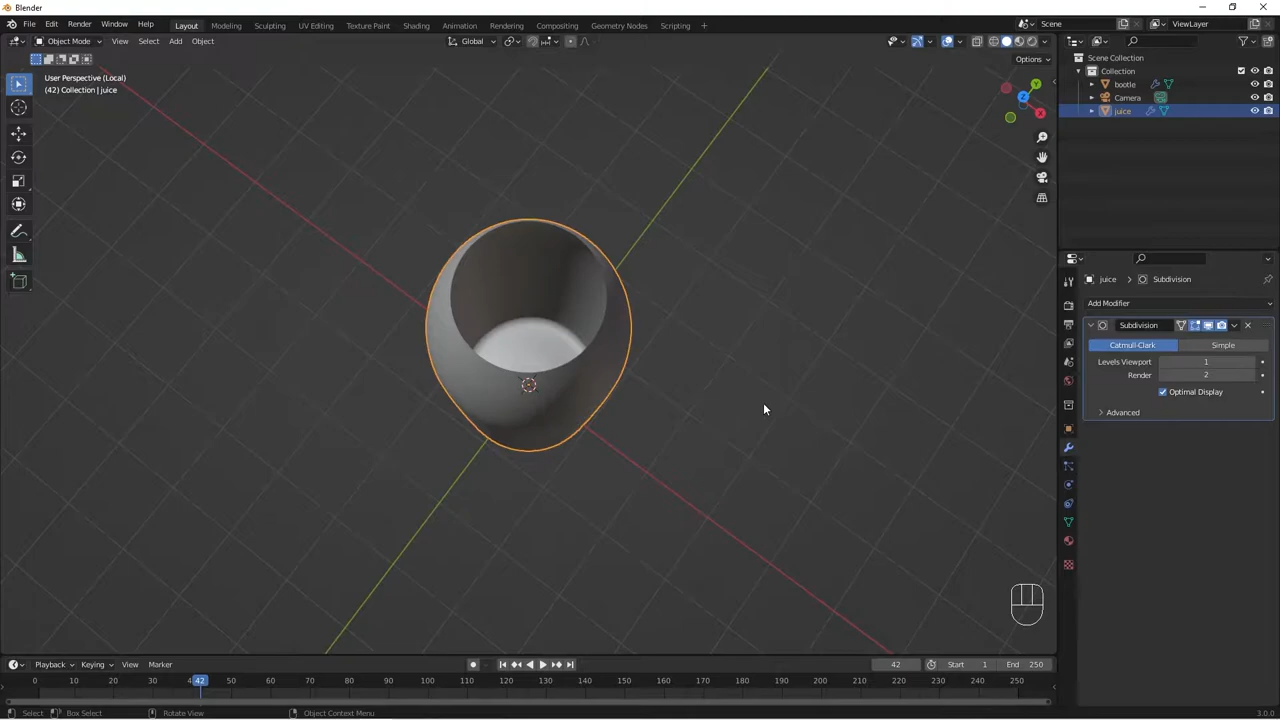 Blender
File Edit Render Window Help
Layout Modeling Sculpting UV Editing Texture Paint Shading Animation Rendering Compositing Geometry Nodes Scripting +
Scene
ViewLayer
Object Mode View Select Add Object
Global
Options
User Perspective (Local)
(42) Collection | juice
Z
Y
X
Scene Collection
Collection
bootle
Camera
juice
juice > Subdivision
Add Modifier
Subdivision
Catmull-Clark Simple
Levels Viewport 1
Render 2
Optimal Display
Advanced
Playback Keying View Marker
42
Start 1
End 250
0 10 20 30 4 42 50 60 70 80 90 100 110 120 130 140 150 160 170 180 190 200 210 220 230 240 250
Select
Box Select
Rotate View
Object Context Menu
3.0.0